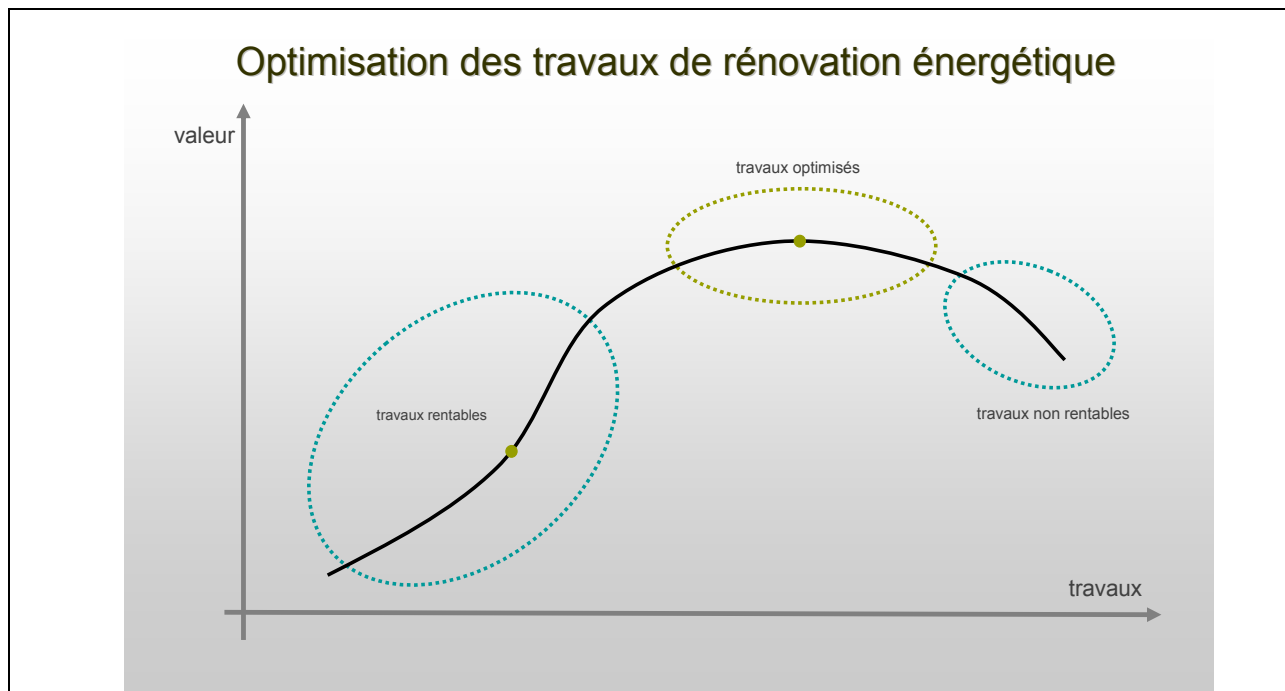 Optimisation des travaux de rénovation énergétique
valeur
travaux optimisés
travaux rentables
travaux non rentables
travaux